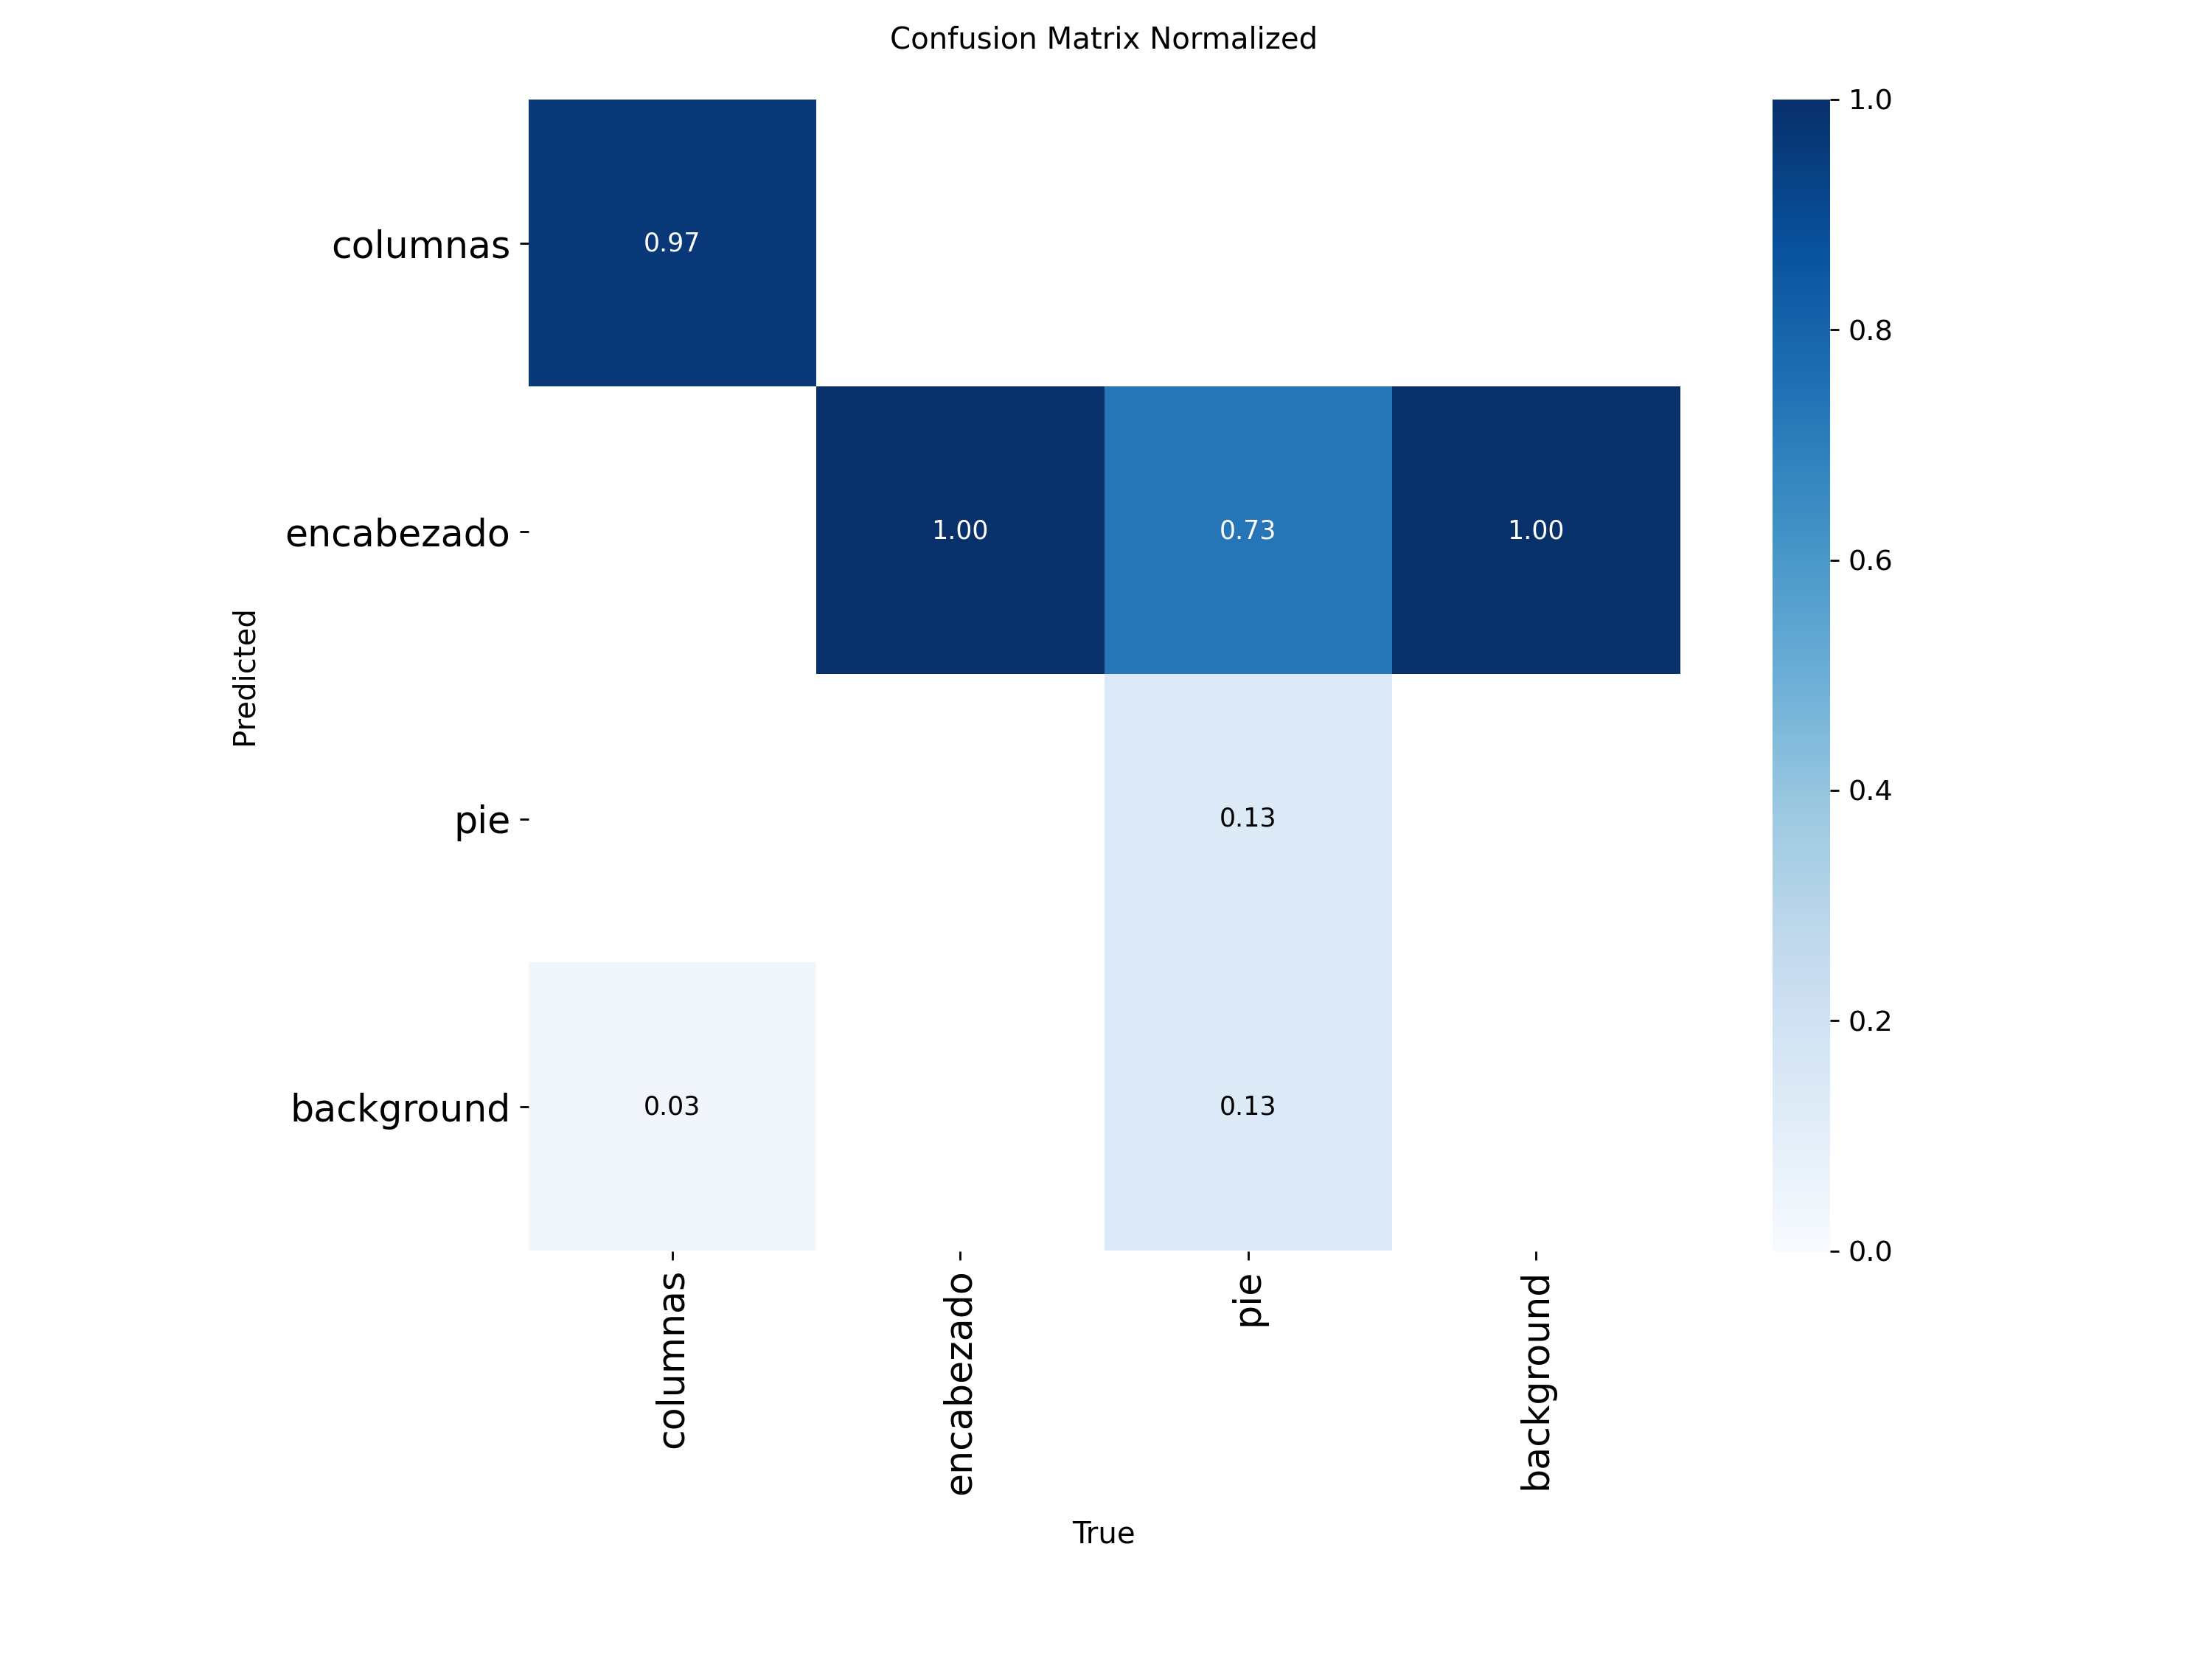 Confusion Matrix Normalized
columnas
0.97
1.0
0.8
encabezado
1.00
0.73
1.00
0.6
Predicted
pie
0.13
0.4
background
0.03
0.13
0.2
0.0
columnas
encabezado
pie
background
True